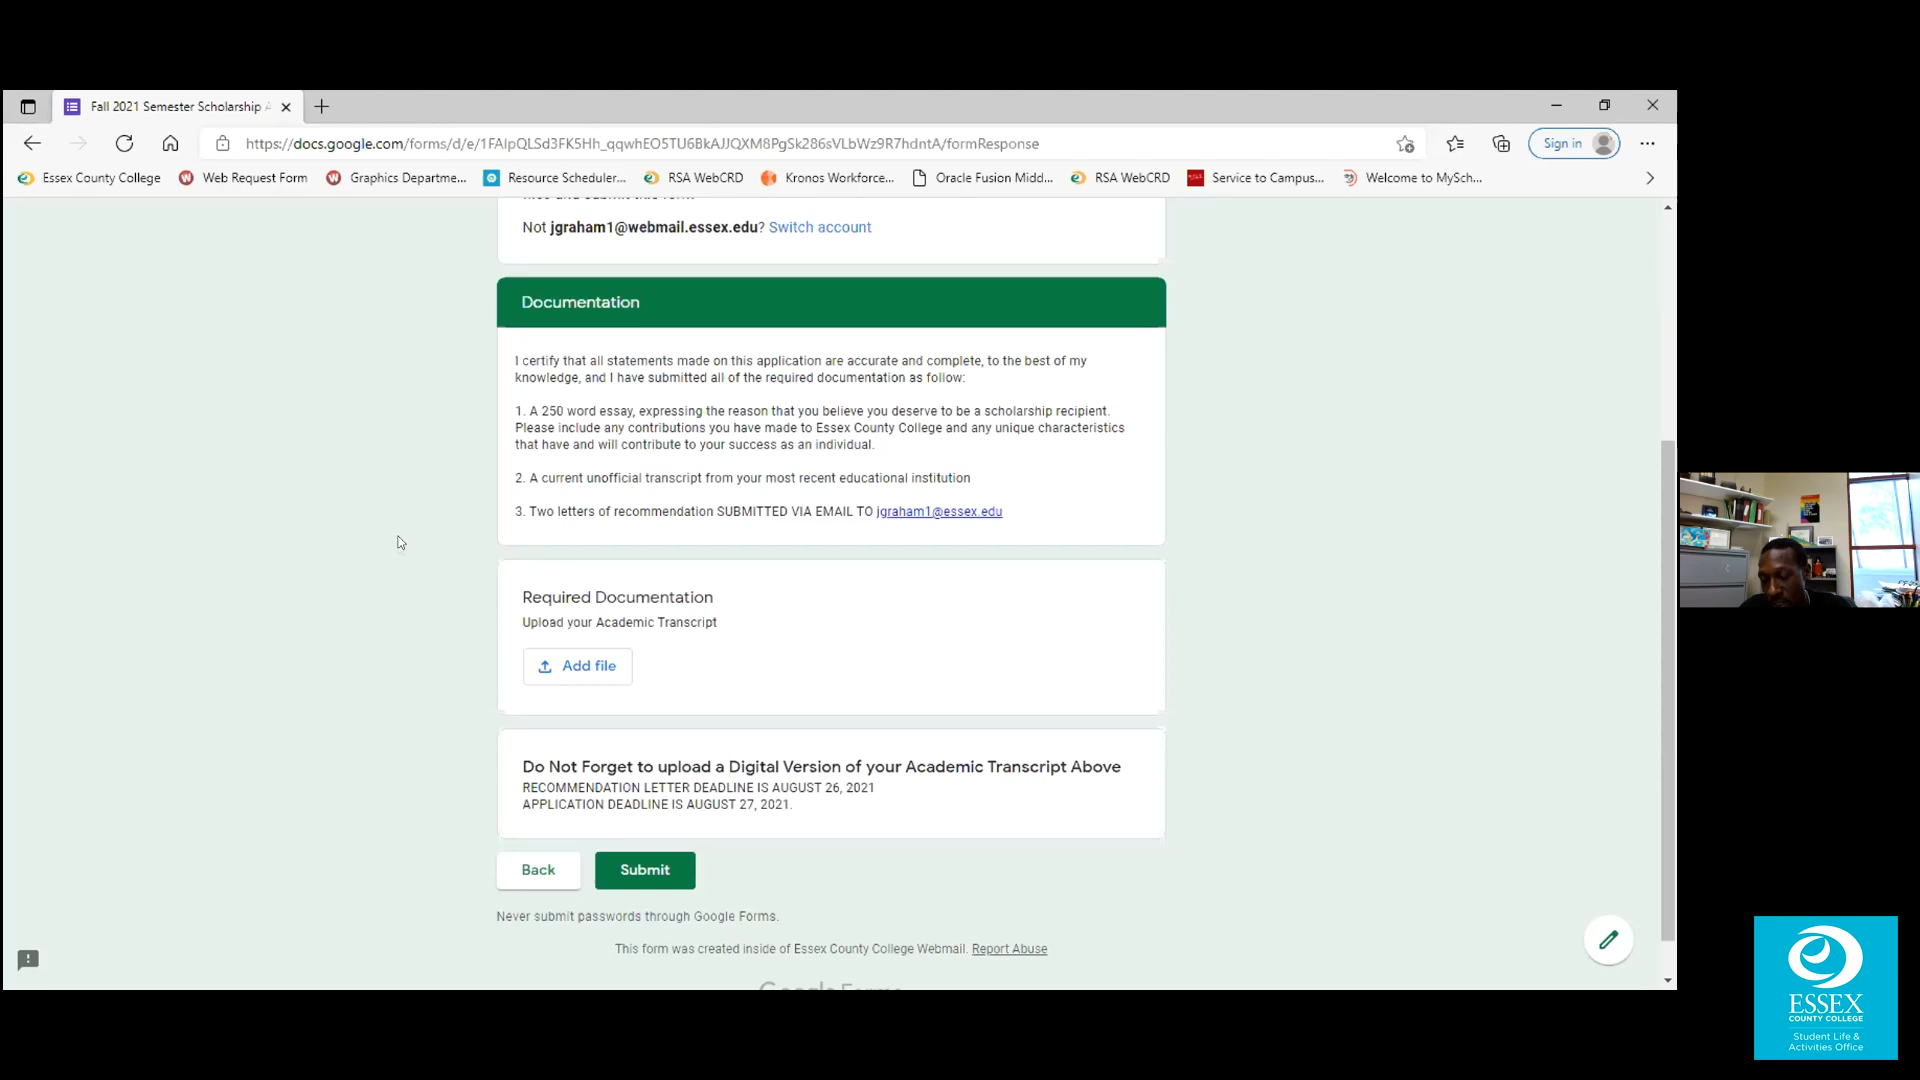 Fall 2021 Semester Scholarship A
https://docs.google.com/forms/d/e/1FAIpQLSd3FK5Hh_qqwhEO5TU6BkAJJQXM8PgSk286sVLbWz9R7hdntA/formResponse
Sign in
Essex County College
Web Request Form
Graphics Departme...
Resource Scheduler...
RSA WebCRD
Kronos Workforce...
Oracle Fusion Midd...
RSA WebCRD
Service to Campus...
Welcome to MySch...
files and submit this form
Not jgraham1@webmail.essex.edu? Switch account
Documentation
I certify that all statements made on this application are accurate and complete, to the best of my
knowledge, and I have submitted all of the required documentation as follow:
1. A 250 word essay, expressing the reason that you believe you deserve to be a scholarship recipient.
Please include any contributions you have made to Essex County College and any unique characteristics
that have and will contribute to your success as an individual.
2. A current unofficial transcript from your most recent educational institution
3. Two letters of recommendation SUBMITTED VIA EMAIL TO jgraham1@essex.edu
Required Documentation
Upload your Academic Transcript
Add file
Do Not Forget to upload a Digital Version of your Academic Transcript Above
RECOMMENDATION LETTER DEADLINE IS AUGUST 26, 2021
APPLICATION DEADLINE IS AUGUST 27, 2021.
Back
Submit
Never submit passwords through Google Forms.
This form was created inside of Essex County College Webmail. Report Abuse
Google Forms
ESSEX
COUNTY COLLEGE
Student Life &
Activities Office